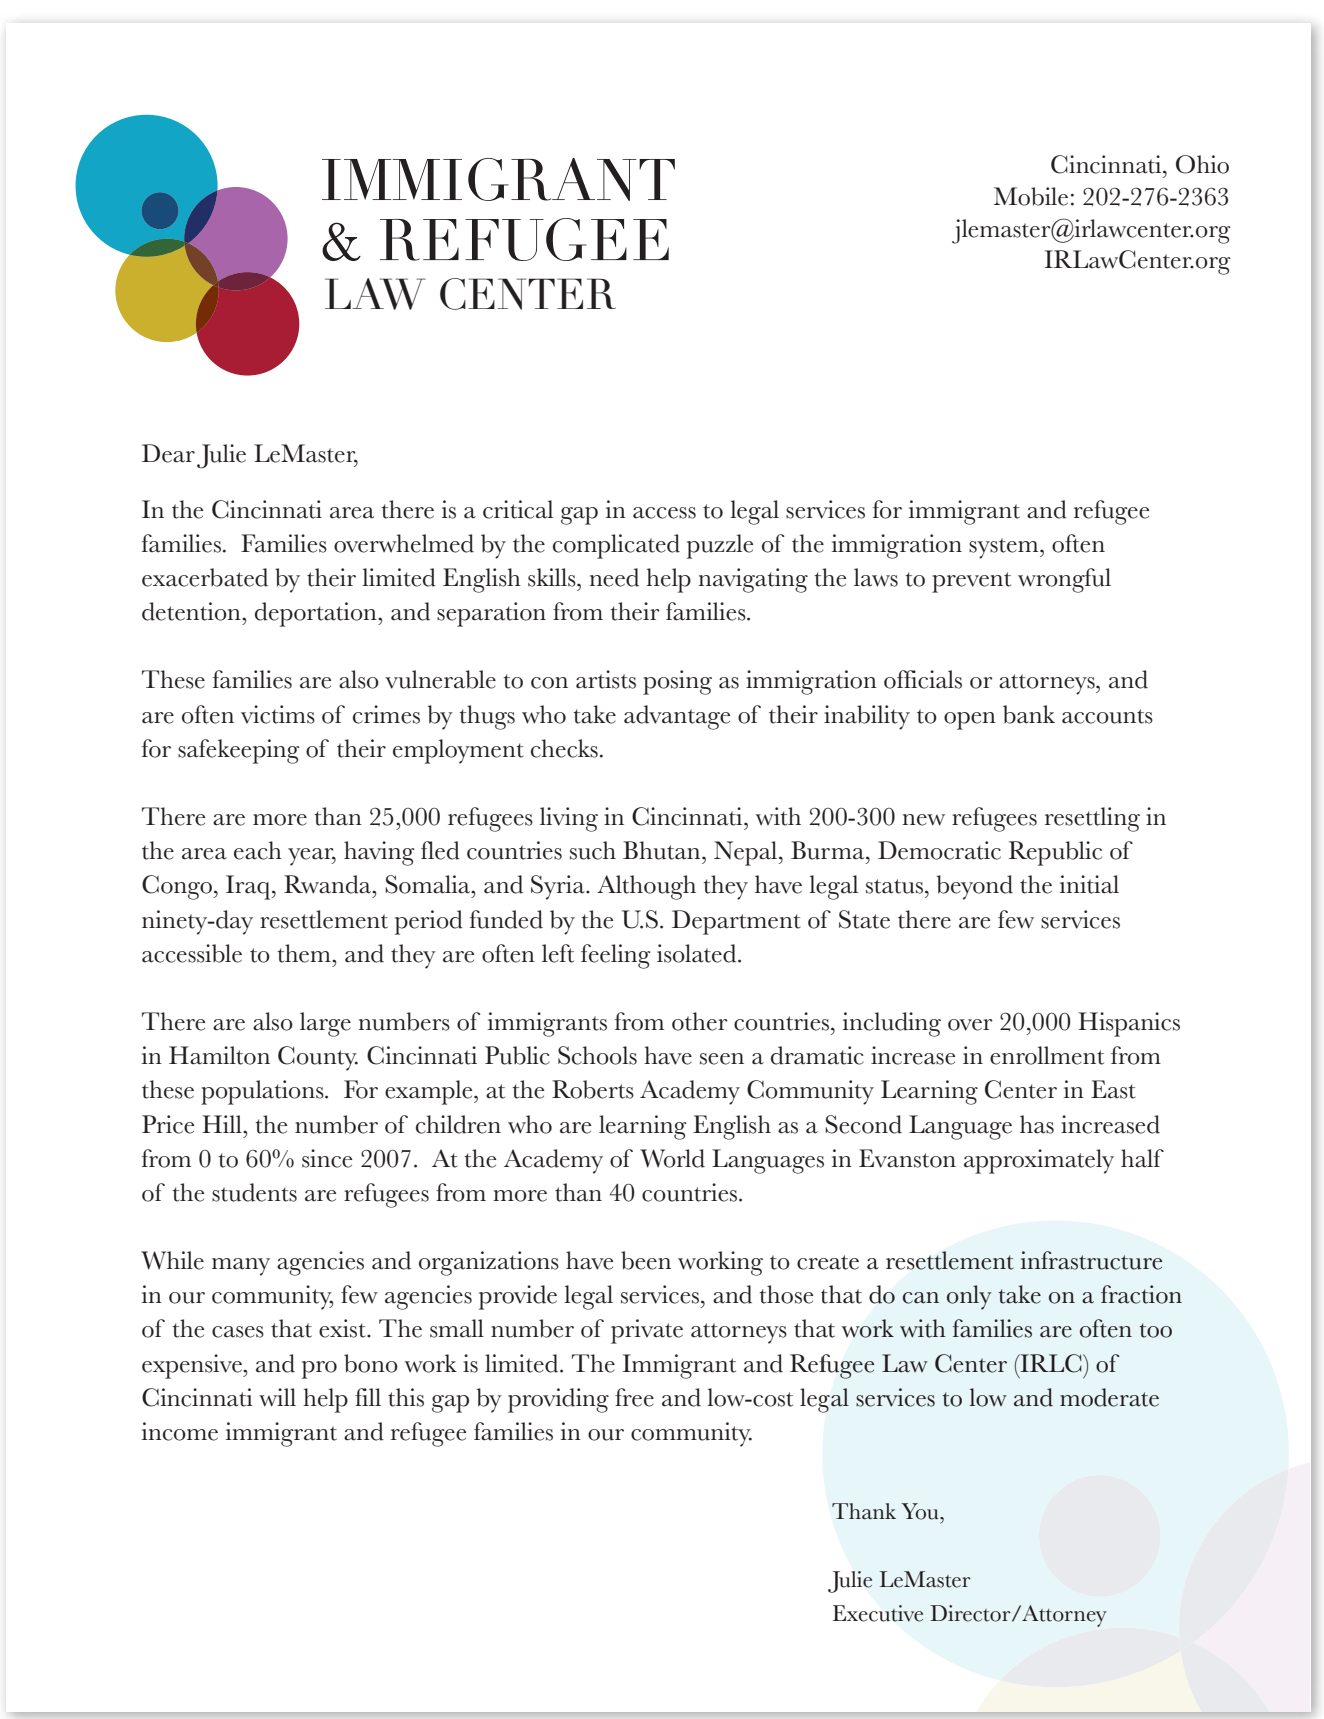 IMMIGRANT
& REFUGEE
LAW CENTER
Cincinnati, Ohio
Mobile: 202-276-2363
jlemaster@irlawcenter.org
IRLawCenter.org
Dear Julie LeMaster,
In the Cincinnati area there is a critical gap in access to legal services for immigrant and refugee
families.  Families overwhelmed by the complicated puzzle of the immigration system, often
exacerbated by their limited English skills, need help navigating the laws to prevent wrongful
detention, deportation, and separation from their families.
These families are also vulnerable to con artists posing as immigration officials or attorneys, and
are often victims of crimes by thugs who take advantage of their inability to open bank accounts
for safekeeping of their employment checks.
There are more than 25,000 refugees living in Cincinnati, with 200-300 new refugees resettling in
the area each year, having fled countries such Bhutan, Nepal, Burma, Democratic Republic of
Congo, Iraq, Rwanda, Somalia, and Syria. Although they have legal status, beyond the initial
ninety-day resettlement period funded by the U.S. Department of State there are few services
accessible to them, and they are often left feeling isolated.
There are also large numbers of immigrants from other countries, including over 20,000 Hispanics
in Hamilton County. Cincinnati Public Schools have seen a dramatic increase in enrollment from
these populations.  For example, at the Roberts Academy Community Learning Center in East
Price Hill, the number of children who are learning English as a Second Language has increased
from 0 to 60% since 2007.  At the Academy of World Languages in Evanston approximately half
of the students are refugees from more than 40 countries.
While many agencies and organizations have been working to create a resettlement infrastructure
in our community, few agencies provide legal services, and those that do can only take on a fraction
of the cases that exist. The small number of private attorneys that work with families are often too
expensive, and pro bono work is limited. The Immigrant and Refugee Law Center (IRLC) of
Cincinnati will help fill this gap by providing free and low-cost legal services to low and moderate
income immigrant and refugee families in our community.
Thank You,
Julie LeMaster
Executive Director/Attorney